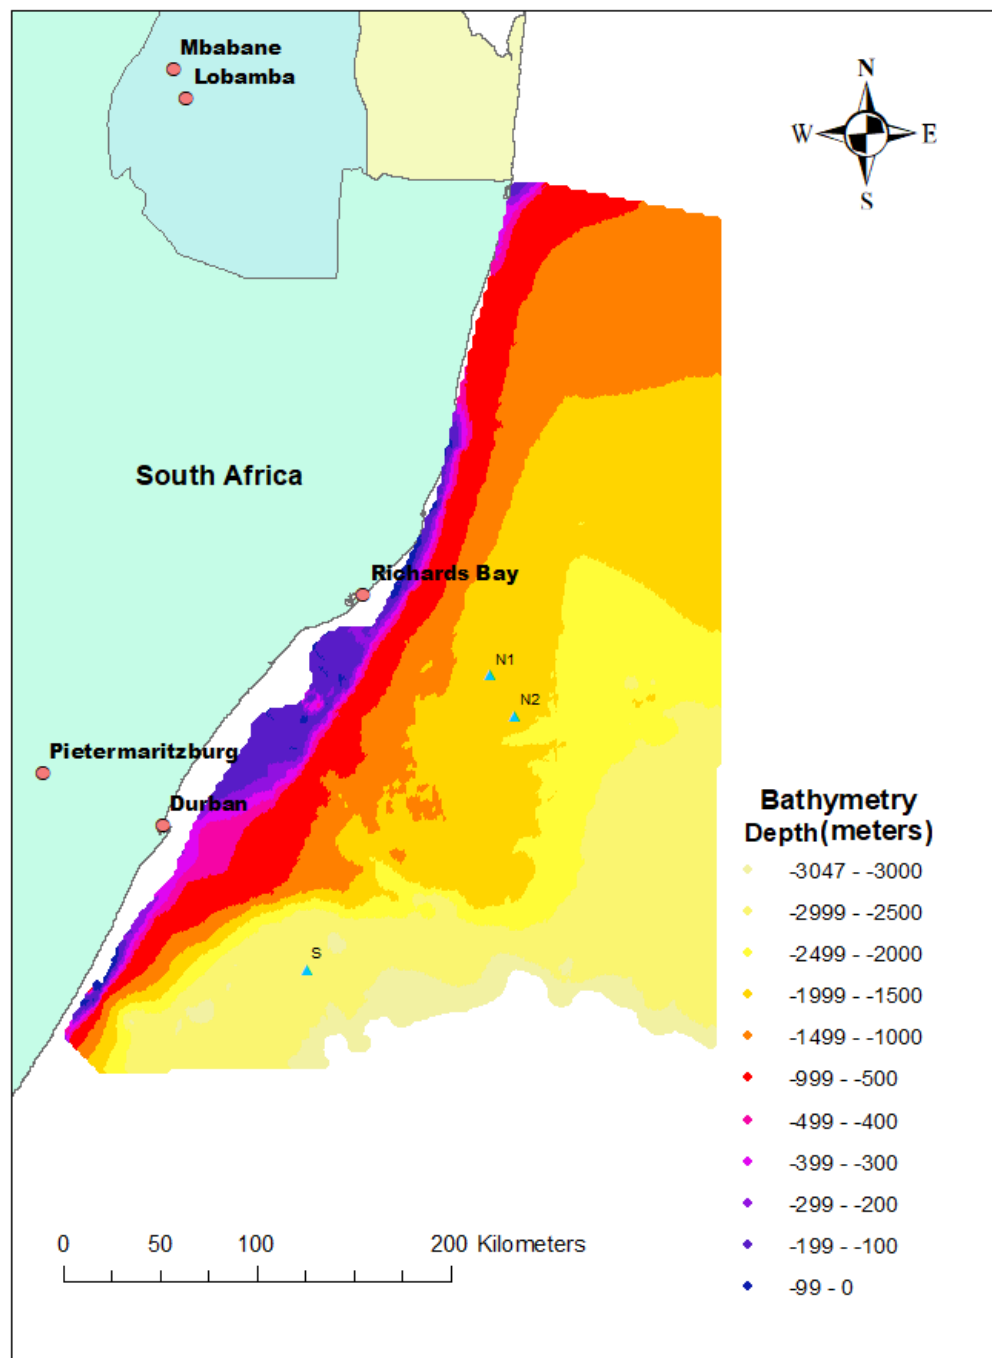 Mbabane
Lobamba
N
W E
S
South Africa
Richards Bay
N1
N2
Pietermaritzburg
Durban
S
Bathymetry
Depth(meters)
-3047 - -3000
-2999 - -2500
-2499 - -2000
-1999 - -1500
-1499 - -1000
-999 - -500
-499 - -400
-399 - -300
-299 - -200
-199 - -100
-99 - 0
0 50 100 200 Kilometers